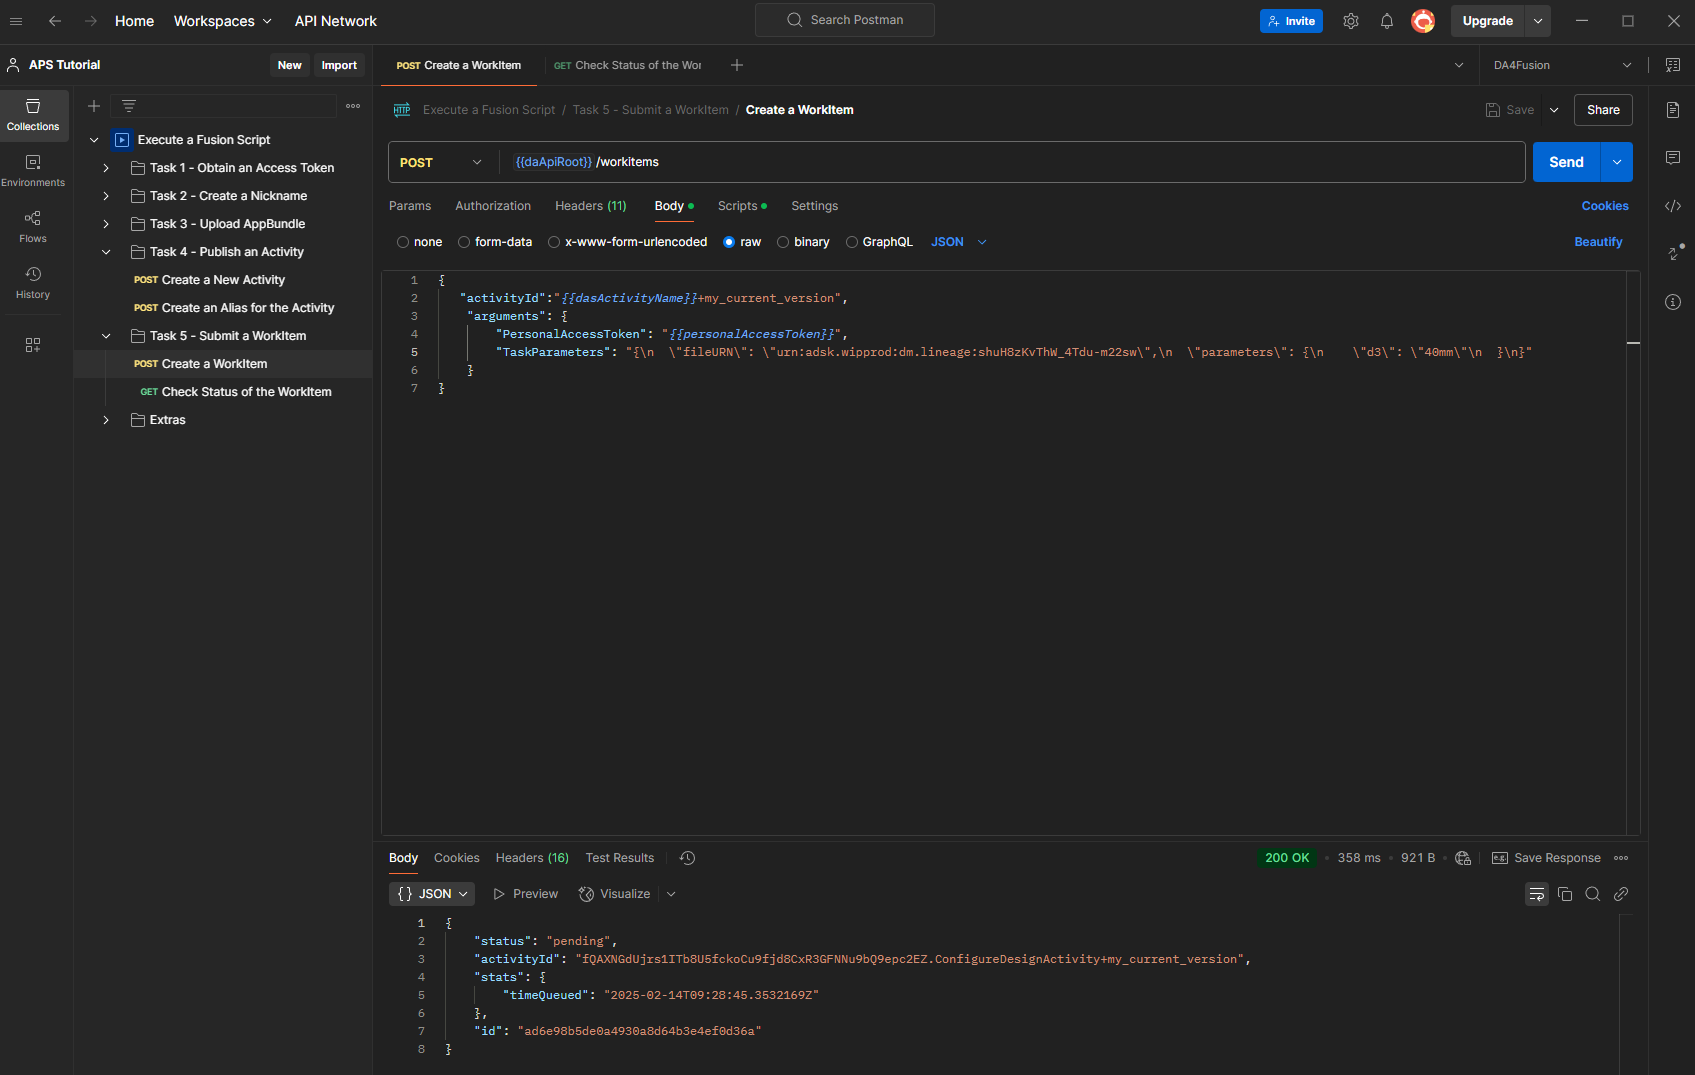 Home
Workspaces
API Network
Search Postman
Invite
Upgrade
APS Tutorial
New
Import
POST Create a WorkItem
GET Check Status of the Wor
DA4Fusion
Collections
Environments
Flows
History
Execute a Fusion Script
Task 1 - Obtain an Access Token
Task 2 - Create a Nickname
Task 3 - Upload AppBundle
Task 4 - Publish an Activity
POST Create a New Activity
POST Create an Alias for the Activity
Task 5 - Submit a WorkItem
POST Create a WorkItem
GET Check Status of the WorkItem
Extras
HTTP Execute a Fusion Script / Task 5 - Submit a WorkItem / Create a WorkItem
Save
Share
POST
{{daApiRoot}} /workitems
Send
Params
Authorization
Headers (11)
Body
Scripts
Settings
Cookies
none
form-data
x-www-form-urlencoded
raw
binary
GraphQL
JSON
Beautify
1 {
2 "activityId":"{{dasActivityName}}+my_current_version",
3 "arguments": {
4 "PersonalAccessToken": "{{personalAccessToken}}",
5 "TaskParameters": "{\n  \"fileURN\": \"urn:adsk.wipprod:dm.lineage:shuH8zKvThW_4Tdu-m22sw\",\n  \"parameters\": {\n    \"d3\": \"40mm\"\n  }\n}"
6 }
7 }
Body
Cookies
Headers (16)
Test Results
200 OK
358 ms
921 B
e.g. Save Response
{} JSON
Preview
Visualize
1 {
2 "status": "pending",
3 "activityId": "fQAXNGdUjrs1ITb8U5fckoCu9fjd8CxR3GFNNu9bQ9epc2EZ.ConfigureDesignActivity+my_current_version",
4 "stats": {
5 "timeQueued": "2025-02-14T09:28:45.3532169Z"
6 },
7 "id": "ad6e98b5de0a4930a8d64b3e4ef0d36a"
8 }